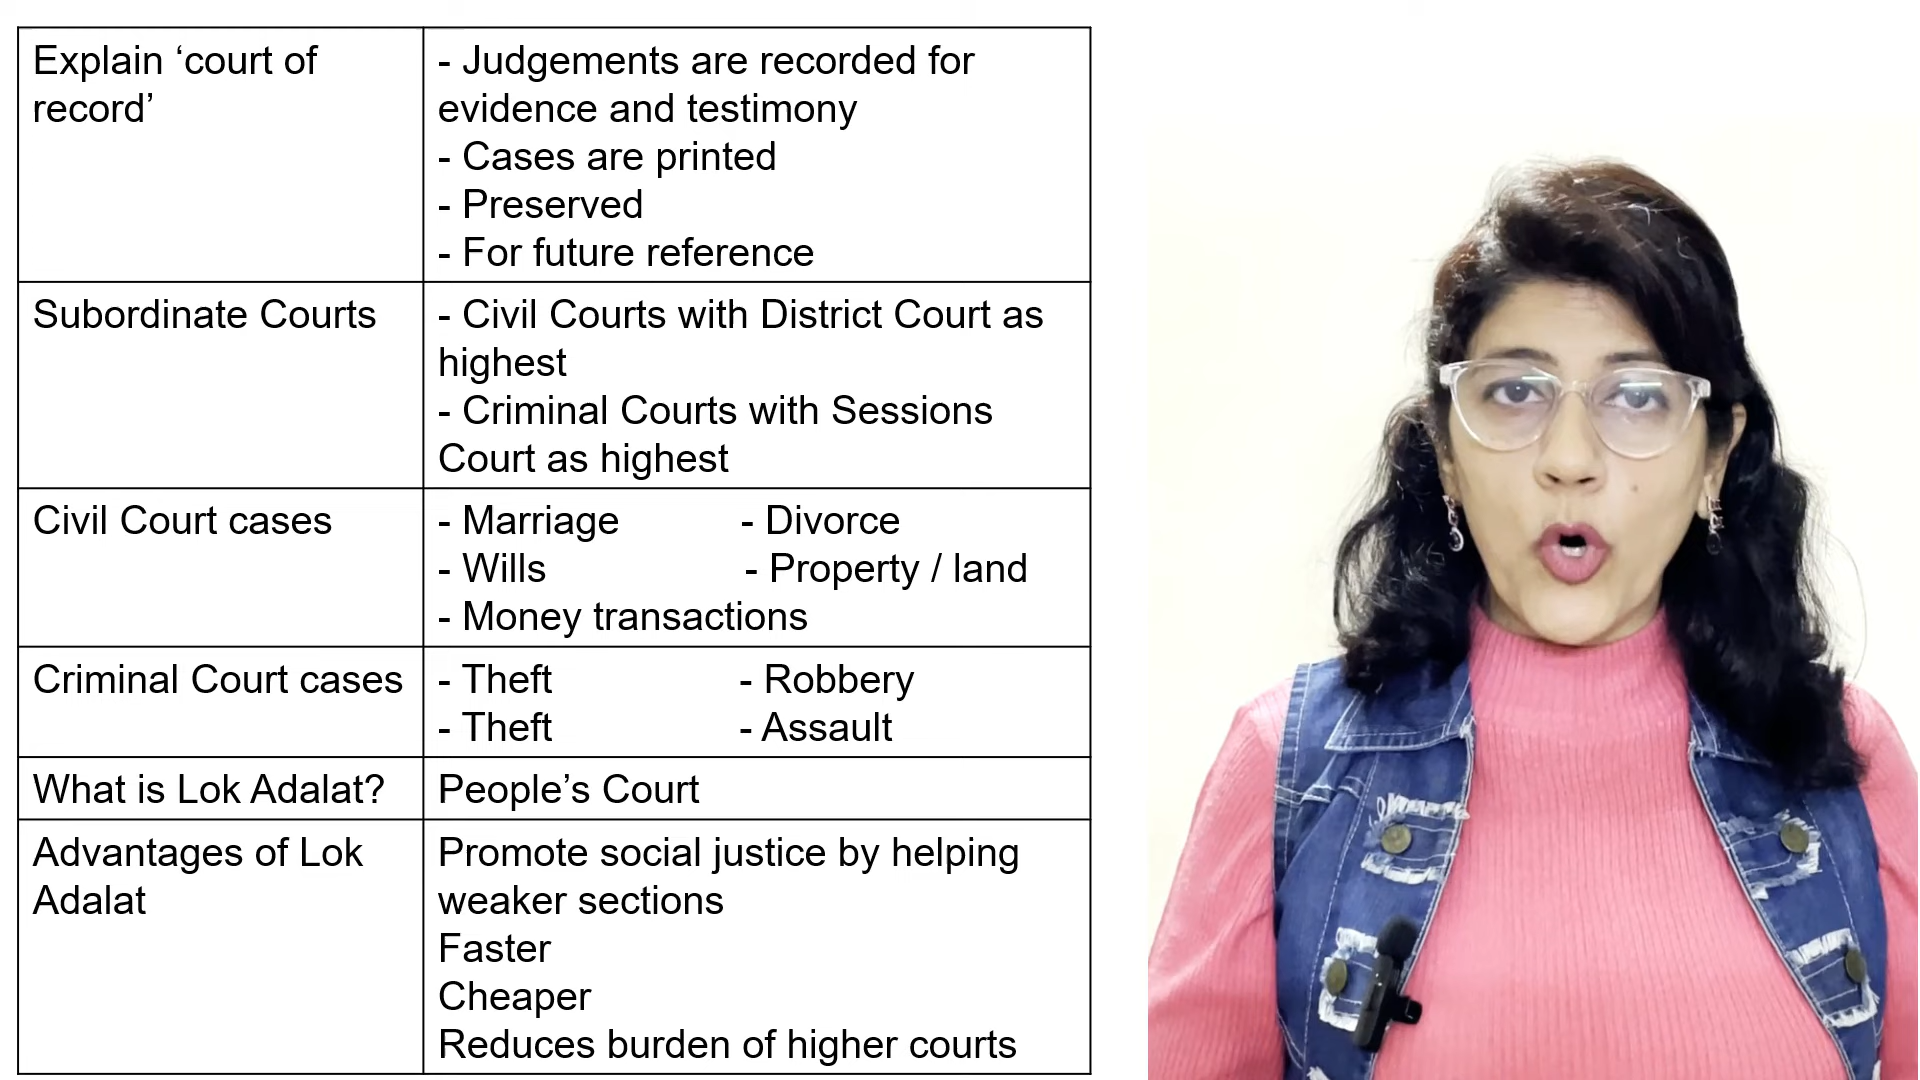 Explain ‘court of
record’
- Judgements are recorded for
evidence and testimony
- Cases are printed
- Preserved
- For future reference
Subordinate Courts
- Civil Courts with District Court as
highest
- Criminal Courts with Sessions
Court as highest
Civil Court cases
- Marriage - Divorce
- Wills - Property / land
- Money transactions
Criminal Court cases
- Theft - Robbery
- Theft - Assault
What is Lok Adalat?
People’s Court
Advantages of Lok
Adalat
Promote social justice by helping
weaker sections
Faster
Cheaper
Reduces burden of higher courts